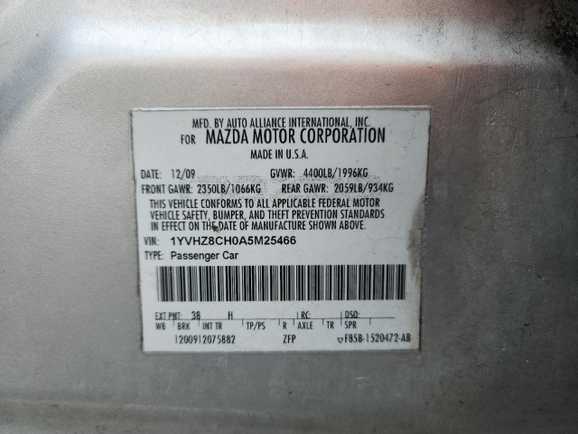 MFD. BY AUTO ALLIANCE INTERNATIONAL, INC.
FOR MAZDA MOTOR CORPORATION
MADE IN U.S.A.
DATE: 12/09 GVWR: 4400LB/1996KG
FRONT GAWR: 2350LB/1066KG REAR GAWR: 2059LB/934KG
THIS VEHICLE CONFORMS TO ALL APPLICABLE FEDERAL MOTOR
VEHICLE SAFETY, BUMPER, AND THEFT PREVENTION STANDARDS
IN EFFECT ON THE DATE OF MANUFACTURE SHOWN ABOVE.
VIN: 1YVHZ8CH0A5M25466
TYPE: Passenger Car
EXT PNT: 38 H RC: DSO:
WB BRK INT TR TP/PS R AXLE TR SPR
1200912075882 ZFP F85B-1520472-AB